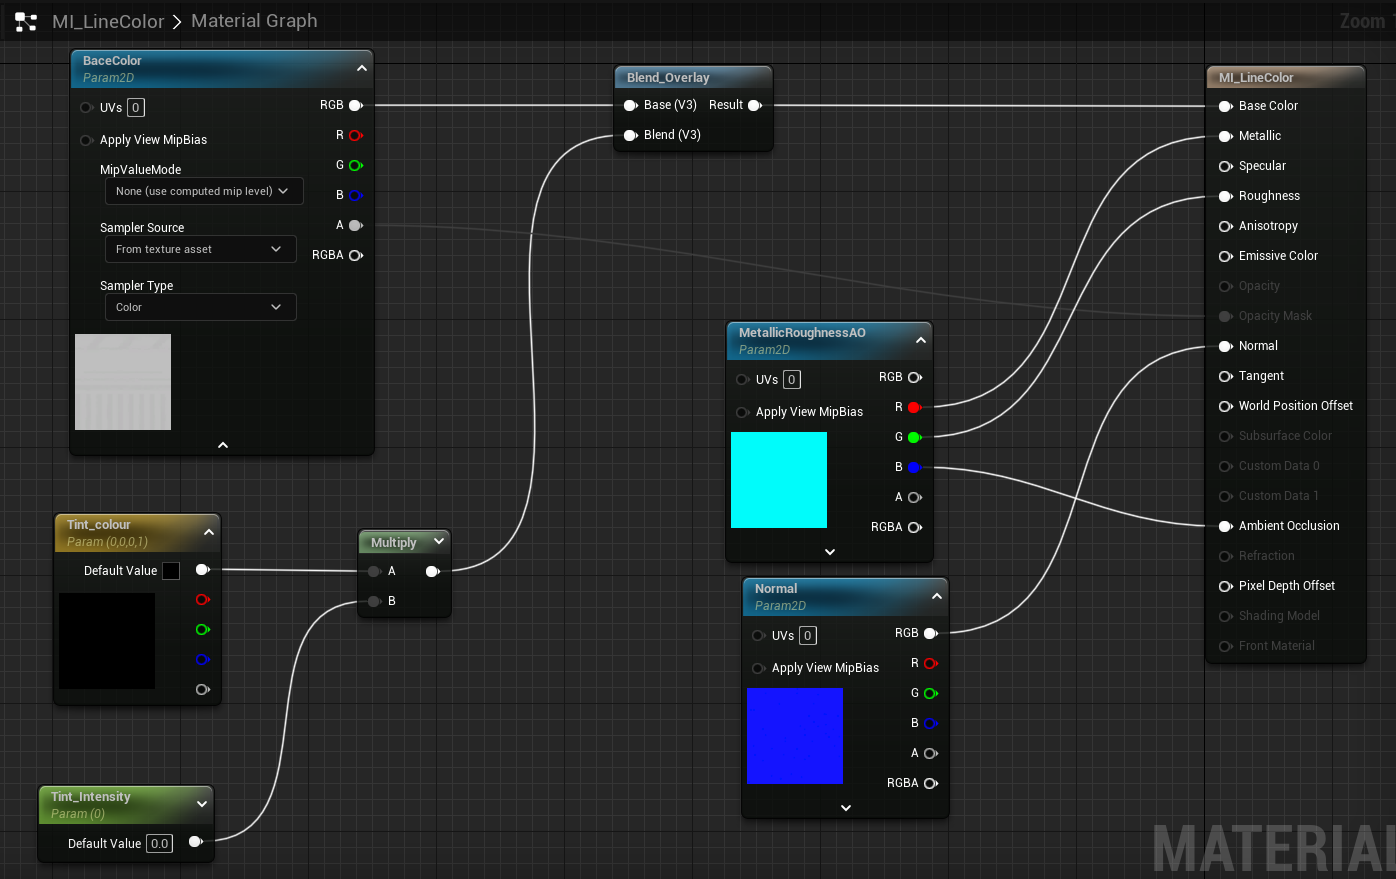 MI_LineColor > Material Graph
Zoom
BaceColor
Param2D
UVs 0
Apply View MipBias
MipValueMode
None (use computed mip level)
Sampler Source
From texture asset
Sampler Type
Color
RGB
R
G
B
A
RGBA
Blend_Overlay
Base (V3) Result
Blend (V3)
MI_LineColor
Base Color
Metallic
Specular
Roughness
Anisotropy
Emissive Color
Opacity
Opacity Mask
Normal
Tangent
World Position Offset
Subsurface Color
Custom Data 0
Custom Data 1
Ambient Occlusion
Refraction
Pixel Depth Offset
Shading Model
Front Material
MetallicRoughnessAO
Param2D
UVs 0
Apply View MipBias
RGB
R
G
B
A
RGBA
Tint_colour
Param (0,0,0,1)
Default Value
Multiply
A
B
Normal
Param2D
UVs 0
Apply View MipBias
RGB
R
G
B
A
RGBA
Tint_Intensity
Param (0)
Default Value 0.0
MATERIAL